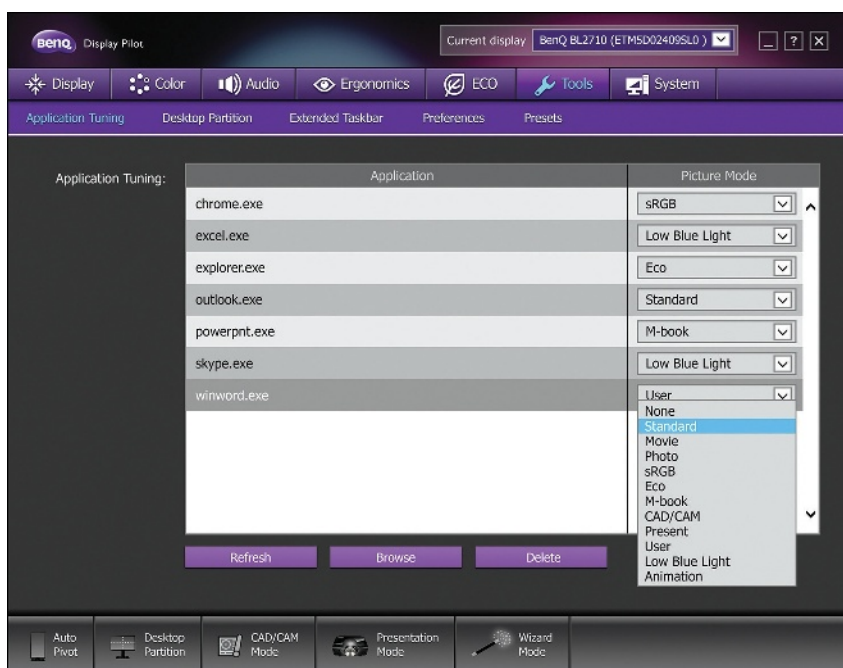 BenQ Display Pilot
Current display BenQ BL2710 (ETM5D02409SL0 )
Display Color Audio Ergonomics ECO Tools System
Application Tuning Desktop Partition Extended Taskbar Preferences Presets
Application Tuning:
Application Picture Mode
chrome.exe sRGB
excel.exe Low Blue Light
explorer.exe Eco
outlook.exe Standard
powerpnt.exe M-book
skype.exe Low Blue Light
winword.exe User
None
Standard
Movie
Photo
sRGB
Eco
M-book
CAD/CAM
Present
User
Low Blue Light
Animation
Refresh Browse Delete
Auto Pivot
Desktop Partition
CAD/CAM Mode
Presentation Mode
Wizard Mode